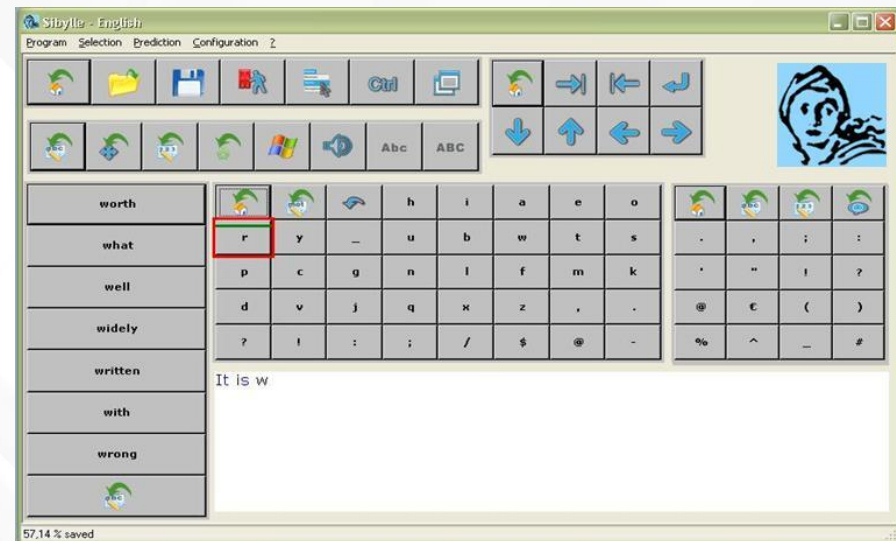 Sibylle - English
Program Selection Prediction Configuration ?
Ctrl
Abc ABC
worth
what
well
widely
written
with
wrong
h i a e o
r y _ u b w t s
p c g n l f m k
d v j q x z , .
? ! : ; / $ @ -
. , ; :
' " ! ?
@ € ( )
% ^ _ #
It is w
57,14 % saved